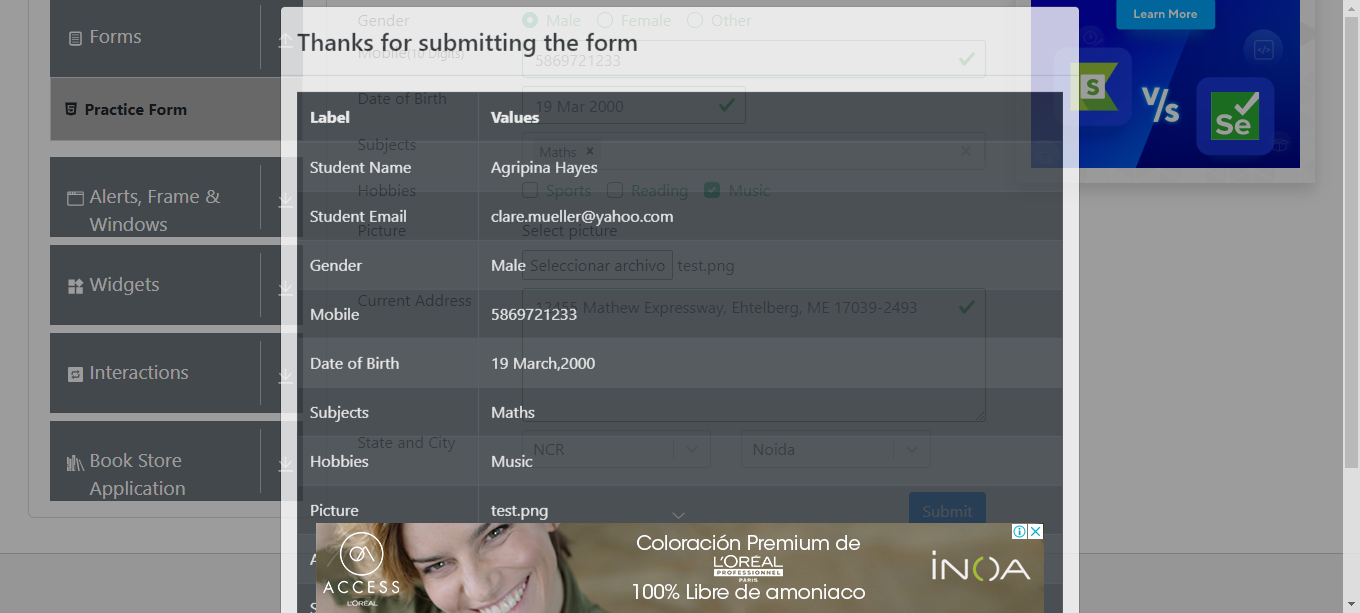 Forms
Practice Form
Alerts, Frame &
Windows
Widgets
Interactions
Book Store
Application
Gender
Male
Female
Other
Thanks for submitting the form
Mobile(10 Digits)
5869721233
Date of Birth
19 Mar 2000
Subjects
Maths
Hobbies
Sports
Reading
Music
Picture
Select picture
Seleccionar archivo
test.png
Current Address
12455 Mathew Expressway, Ehtelberg, ME 17039-2493
State and City
NCR
Noida
Submit
Label
Values
Student Name
Agripina Hayes
Student Email
clare.mueller@yahoo.com
Gender
Male
Mobile
5869721233
Date of Birth
19 March,2000
Subjects
Maths
Hobbies
Music
Picture
test.png
Learn More
S
V/s
Se
ACCESS
L'ORÉAL
Coloración Premium de
L'ORÉAL
PROFESSIONNEL
PARIS
100% Libre de amoniaco
iNOA